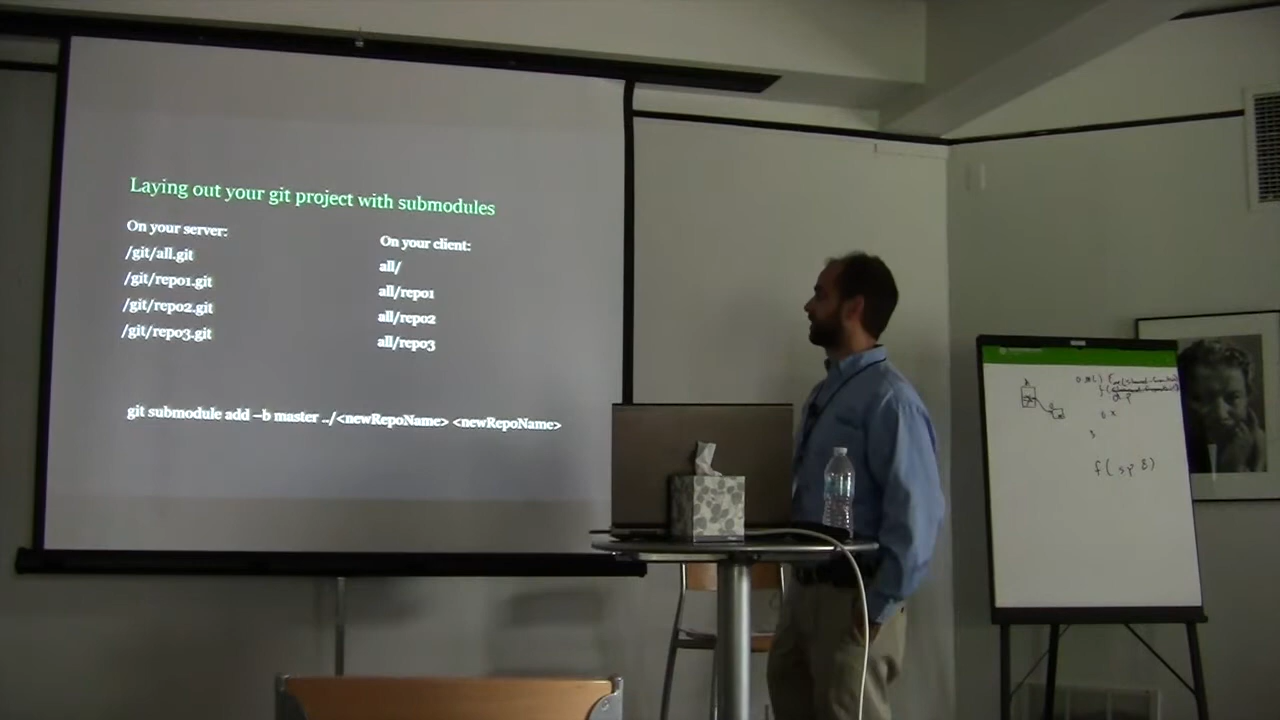 Laying out your git project with submodules
On your server:
/git/all.git
/git/repo1.git
/git/repo2.git
/git/repo3.git
On your client:
all/
all/repo1
all/repo2
all/repo3
git submodule add –b master ../<newRepoName> <newRepoName>
f(sp &)